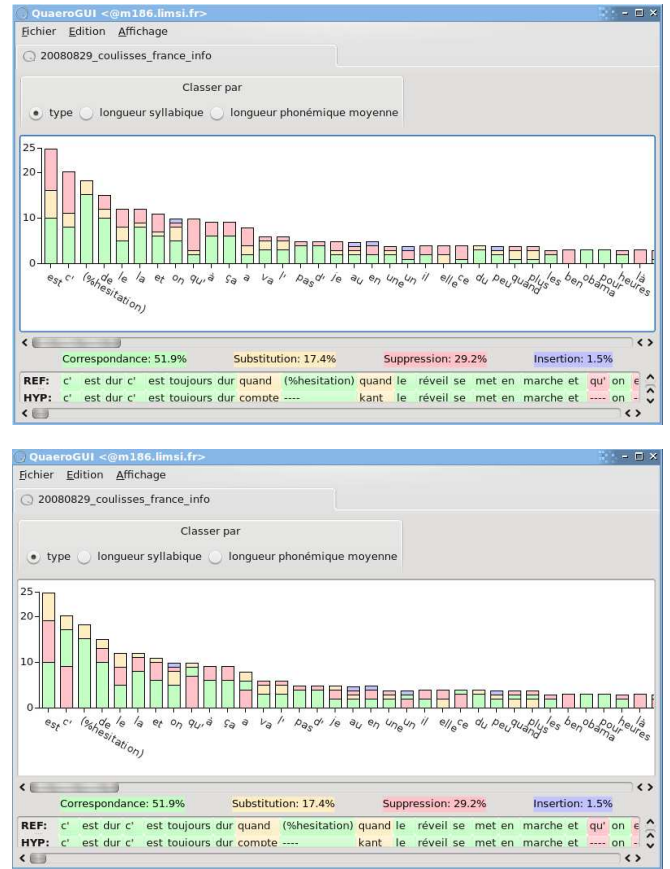 QuaeroGUI <@m186.limsi.fr>
Fichier Edition Affichage
20080829_coulisses_france_info
Classer par
type longueur syllabique longueur phonémique moyenne
25
20
10
0
est c' (%hesitation) de le la et on qu' à ça a va l' pas d' je au en une un il elle ce du peu quand plus les ben obama pour heures là
Correspondance: 51.9% Substitution: 17.4% Suppression: 29.2% Insertion: 1.5%
REF: c' est dur c' est toujours dur quand (%hesitation) quand le réveil se met en marche et qu' on e
HYP: c' est dur c' est toujours dur compte ---- kant le réveil se met en marche et ---- on -
QuaeroGUI <@m186.limsi.fr>
Fichier Edition Affichage
20080829_coulisses_france_info
Classer par
type longueur syllabique longueur phonémique moyenne
25
20
10
0
est c' (%hesitation) de le la et on qu' à ça a va l' pas d' je au en une un il elle ce du peu quand plus les ben obama pour heures là
Correspondance: 51.9% Substitution: 17.4% Suppression: 29.2% Insertion: 1.5%
REF: c' est dur c' est toujours dur quand (%hesitation) quand le réveil se met en marche et qu' on e
HYP: c' est dur c' est toujours dur compte ---- kant le réveil se met en marche et ---- on -